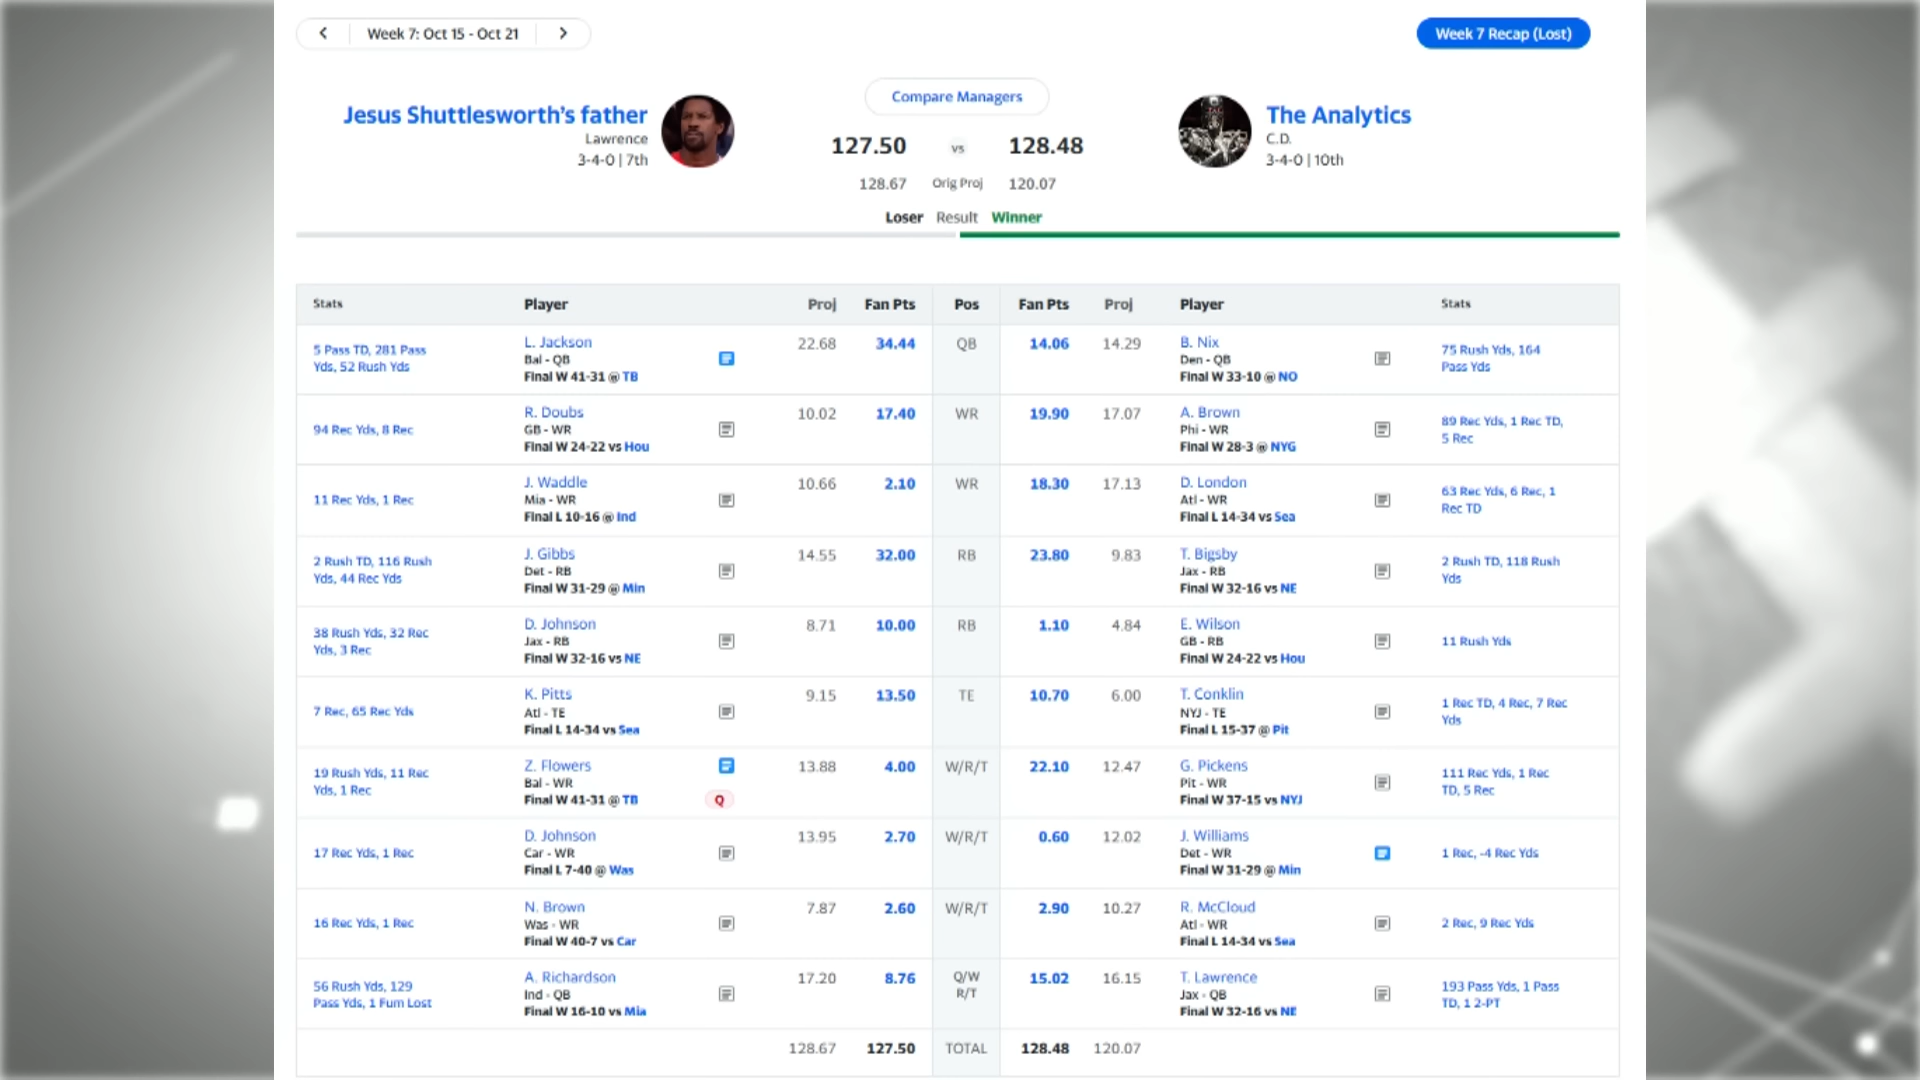 Week 7: Oct 15 - Oct 21
Week 7 Recap (Lost)
Compare Managers
Jesus Shuttlesworth's father
Lawrence
3-4-0 | 7th
127.50 vs 128.48
128.67 Orig Proj 120.07
Loser Result Winner
The Analytics
C.D.
3-4-0 | 10th
Stats Player Proj Fan Pts Pos Fan Pts Proj Player Stats
5 Pass TD, 281 Pass
Yds, 52 Rush Yds
L. Jackson
Bal - QB
Final W 41-31 @ TB
22.68 34.44 QB 14.06 14.29
B. Nix
Den - QB
Final W 33-10 @ NO
75 Rush Yds, 164
Pass Yds
94 Rec Yds, 8 Rec
R. Doubs
GB - WR
Final W 24-22 vs Hou
10.02 17.40 WR 19.90 17.07
A. Brown
Phi - WR
Final W 28-3 @ NYG
89 Rec Yds, 1 Rec TD,
5 Rec
11 Rec Yds, 1 Rec
J. Waddle
Mia - WR
Final L 10-16 @ Ind
10.66 2.10 WR 18.30 17.13
D. London
Atl - WR
Final L 14-34 vs Sea
63 Rec Yds, 6 Rec, 1
Rec TD
2 Rush TD, 116 Rush
Yds, 44 Rec Yds
J. Gibbs
Det - RB
Final W 31-29 @ Min
14.55 32.00 RB 23.80 9.83
T. Bigsby
Jax - RB
Final W 32-16 vs NE
2 Rush TD, 118 Rush
Yds
38 Rush Yds, 32 Rec
Yds, 3 Rec
D. Johnson
Jax - RB
Final W 32-16 vs NE
8.71 10.00 RB 1.10 4.84
E. Wilson
GB - RB
Final W 24-22 vs Hou
11 Rush Yds
7 Rec, 65 Rec Yds
K. Pitts
Atl - TE
Final L 14-34 vs Sea
9.15 13.50 TE 10.70 6.00
T. Conklin
NYJ - TE
Final L 15-37 @ Pit
1 Rec TD, 4 Rec, 7 Rec
Yds
19 Rush Yds, 11 Rec
Yds, 1 Rec
Z. Flowers
Bal - WR
Final W 41-31 @ TB
Q
13.88 4.00 W/R/T 22.10 12.47
G. Pickens
Pit - WR
Final W 37-15 vs NYJ
111 Rec Yds, 1 Rec
TD, 5 Rec
17 Rec Yds, 1 Rec
D. Johnson
Car - WR
Final L 7-40 @ Was
13.95 2.70 W/R/T 0.60 12.02
J. Williams
Det - WR
Final W 31-29 @ Min
1 Rec, -4 Rec Yds
16 Rec Yds, 1 Rec
N. Brown
Was - WR
Final W 40-7 vs Car
7.87 2.60 W/R/T 2.90 10.27
R. McCloud
Atl - WR
Final L 14-34 vs Sea
2 Rec, 9 Rec Yds
56 Rush Yds, 129
Pass Yds, 1 Fum Lost
A. Richardson
Ind - QB
Final W 16-10 vs Mia
17.20 8.76 Q/W
R/T
15.02 16.15
T. Lawrence
Jax - QB
Final W 32-16 vs NE
193 Pass Yds, 1 Pass
TD, 1 2-PT
128.67 127.50 TOTAL 128.48 120.07